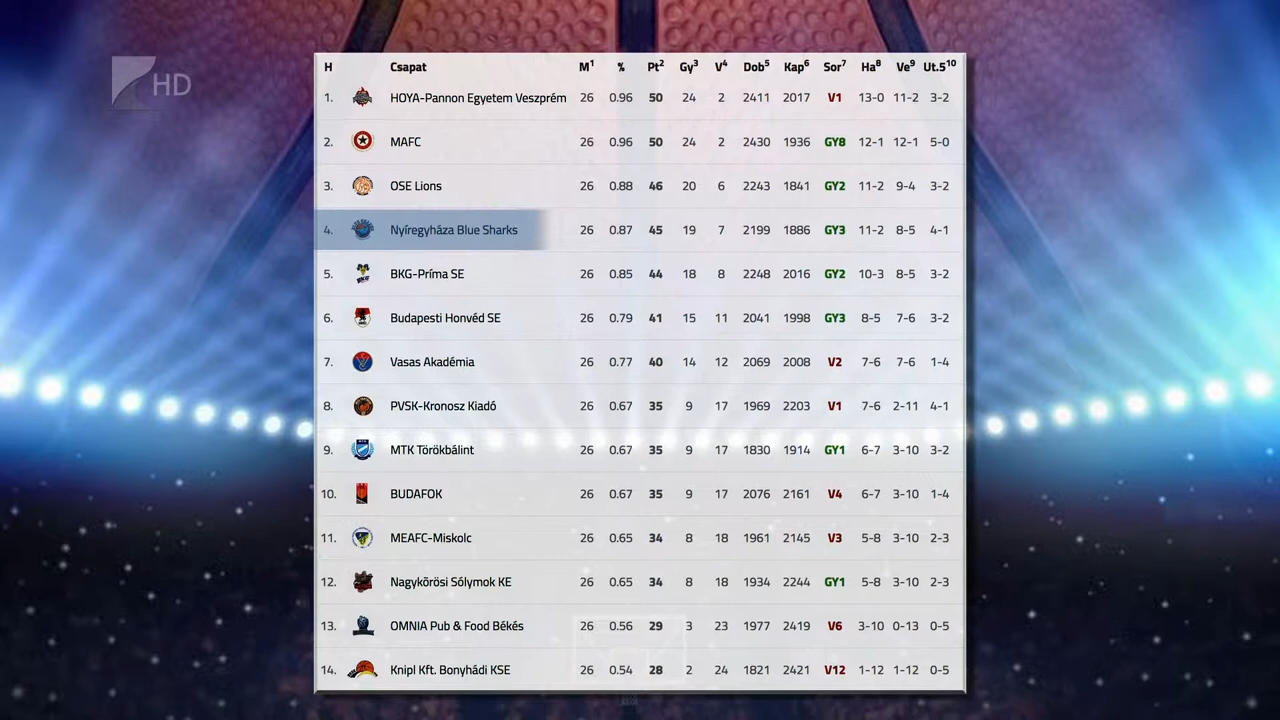 HD
H Csapat M¹ % Pt² Gy³ V⁴ Dob⁵ Kap⁶ Sor⁷ Ha⁸ Ve⁹ Ut.5¹⁰
1. HOYA-Pannon Egyetem Veszprém 26 0.96 50 24 2 2411 2017 V1 13-0 11-2 3-2
2. MAFC 26 0.96 50 24 2 2430 1936 GY8 12-1 12-1 5-0
3. OSE Lions 26 0.88 46 20 6 2243 1841 GY2 11-2 9-4 3-2
4. Nyíregyháza Blue Sharks 26 0.87 45 19 7 2199 1886 GY3 11-2 8-5 4-1
5. BKG-Príma SE 26 0.85 44 18 8 2248 2016 GY2 10-3 8-5 3-2
6. Budapesti Honvéd SE 26 0.79 41 15 11 2041 1998 GY3 8-5 7-6 3-2
7. Vasas Akadémia 26 0.77 40 14 12 2069 2008 V2 7-6 7-6 1-4
8. PVSK-Kronosz Kiadó 26 0.67 35 9 17 1969 2203 V1 7-6 2-11 4-1
9. MTK Törökbálint 26 0.67 35 9 17 1830 1914 GY1 6-7 3-10 3-2
10. BUDAFOK 26 0.67 35 9 17 2076 2161 V4 6-7 3-10 1-4
11. MEAFC-Miskolc 26 0.65 34 8 18 1961 2145 V3 5-8 3-10 2-3
12. Nagykőrösi Sólymok KE 26 0.65 34 8 18 1934 2244 GY1 5-8 3-10 2-3
13. OMNIA Pub & Food Békés 26 0.56 29 3 23 1977 2419 V6 3-10 0-13 0-5
14. Knipl Kft. Bonyhádi KSE 26 0.54 28 2 24 1821 2421 V12 1-12 1-12 0-5